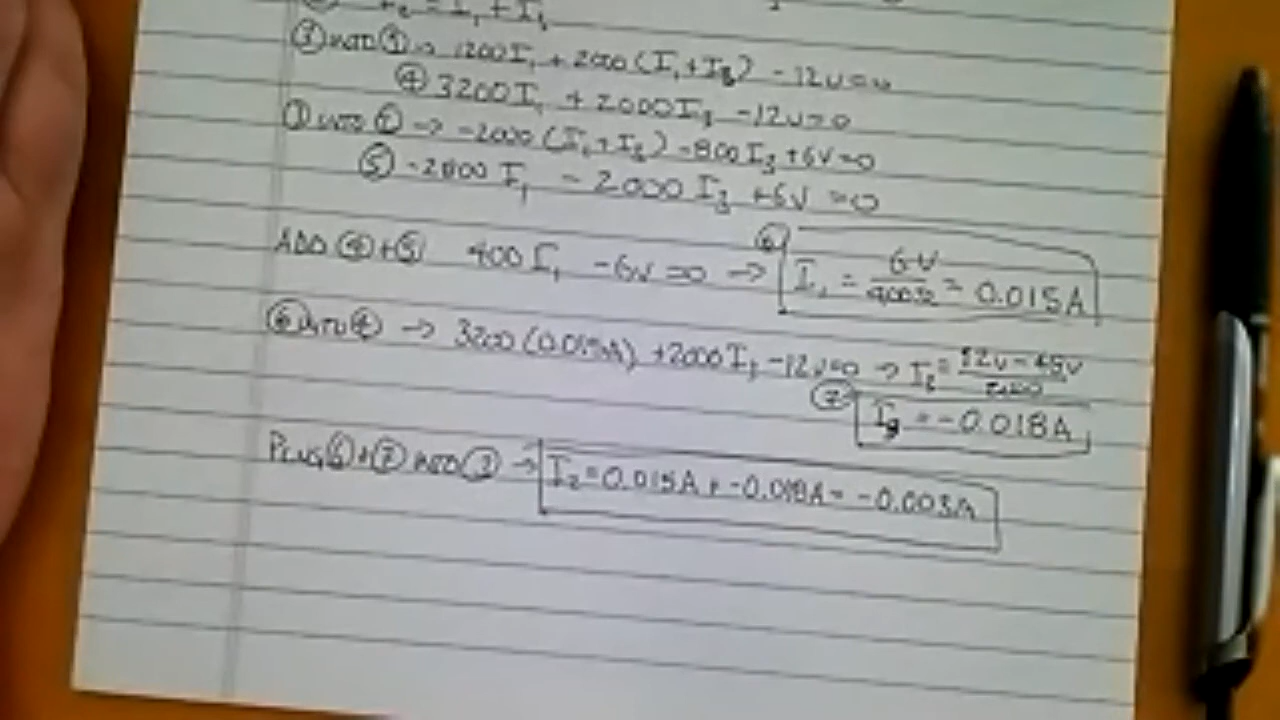 I₂ = I₁ + I₃
③ INTO ① → 1200 I₁ + 2000 (I₁ + I₃) - 12V = 0
④ 3200 I₁ + 2000 I₃ - 12V = 0
INTO → -2000 (I₁ + I₃) - 800 I₃ + 6V = 0
⑤ -2800 I₁ - 2000 I₃ + 6V = 0
ADD ④ + ⑤ 400 I₁ - 6V = 0 → ⑥ I₁ = 6V / 400Ω = 0.015A
⑥ INTO ④ → 3200 (0.015A) + 2000 I₃ - 12V = 0 → I₃ = 12V - 48V / 2000
⑦ I₃ = -0.018A
PLUG ⑥ + ⑦ INTO ③ → I₂ = 0.015A + -0.018A = -0.003A